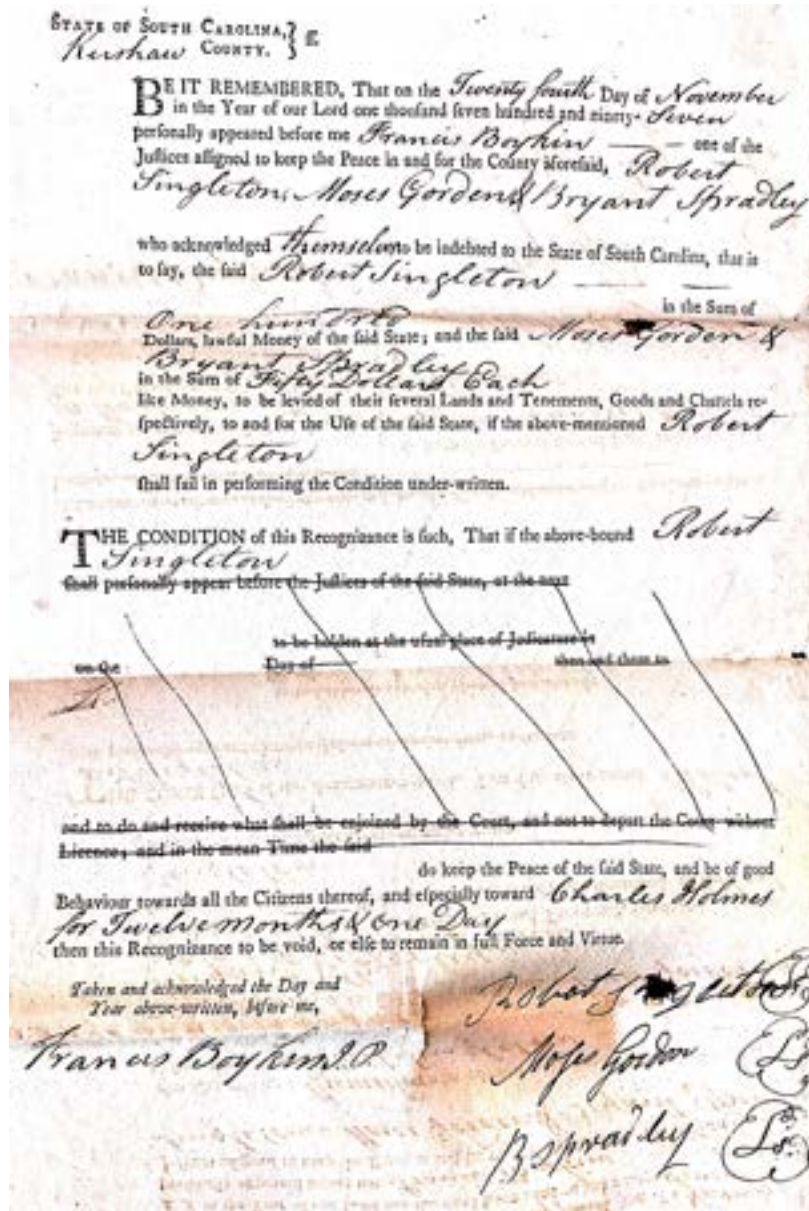 STATE OF SOUTH CAROLINA,
Kershaw COUNTY.
BE IT REMEMBERED, That on the Twenty fourth Day of November
in the Year of our Lord one thouſand ſeven hundred and ninety- Seven
perſonally appeared before me Francis Boykin — — one of the
Juſtices aſſigned to keep the Peace in and for the County aforeſaid, Robert
Singleton, Moses Gorden & Bryant Spradley
who acknowledged themselves to be indebted to the State of South Carolina, that is
to ſay, the ſaid Robert Singleton — —
in the Sum of
One hundred
Dollars, lawful Money of the ſaid State; and the ſaid Moses Gorden &
Bryant Spradley
in the Sum of Fifty Dollars Each
like Money, to be levied of their ſeveral Lands and Tenements, Goods and Chattels re-
ſpectively, to and for the Uſe of the ſaid State, if the above-mentioned Robert
Singleton
ſhall fail in performing the Condition under-written.
THE CONDITION of this Recognizance is ſuch, That if the above-bound Robert
Singleton
ſhall perſonally appear before the Juſtices of the ſaid State, at the next
to be holden at the uſual place of Judicature in
on the Day of then and there to
and to do and receive what ſhall be enjoined by the Court, and not to depart the Court without
Licence; and in the mean Time the ſaid
do keep the Peace of the ſaid State, and be of good
Behaviour towards all the Citizens thereof, and eſpecially toward Charles Holmes
for Twelve months & one Day
then this Recognizance to be void, or elſe to remain in full Force and Virtue.
Taken and acknowledged the Day and
Year above-written, before me,
Robert Singleton
Francis Boykin J.P.
Moſes Gordon Ls
B Spradley Ls